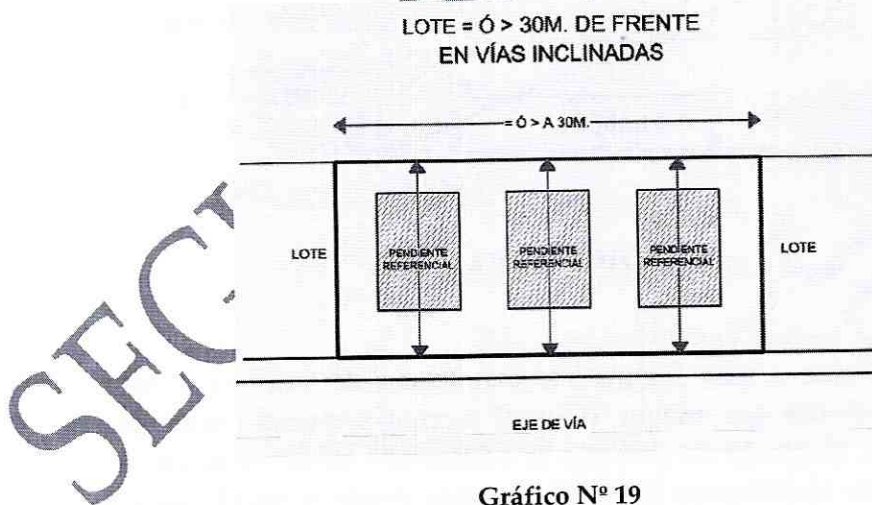 LOTE = Ó > 30M. DE FRENTE
EN VÍAS INCLINADAS
= Ó > A 30M.
LOTE
PENDIENTE
REFERENCIAL
PENDIENTE
REFERENCIAL
PENDIENTE
REFERENCIAL
LOTE
EJE DE VÍA
Gráfico Nº 19